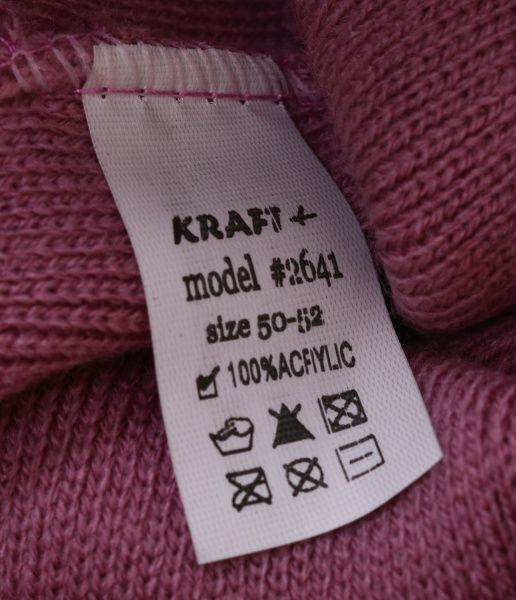 KRAFT +
model #2641
size 50-52
100%ACRYLIC